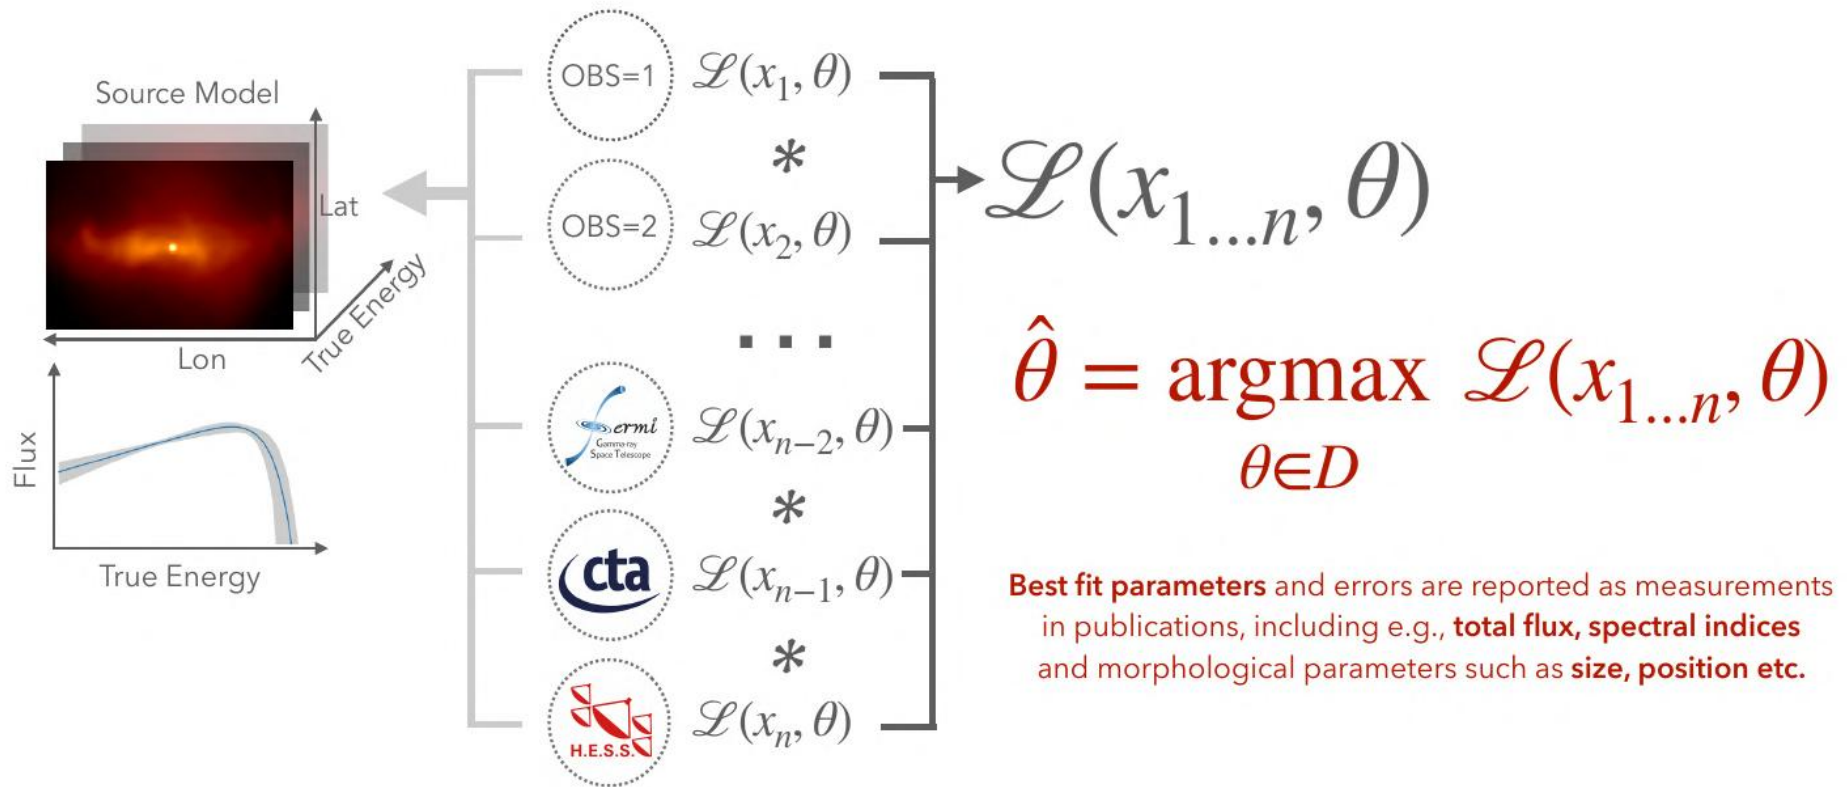 Source Model
Lat
Lon
True Energy
Flux
True Energy
OBS=1
ℒ(x₁, θ)
*
OBS=2
ℒ(x₂, θ)
...
Fermi
Gamma-ray
Space Telescope
ℒ(xₙ₋₂, θ)
*
cta
ℒ(xₙ₋₁, θ)
*
H.E.S.S.
ℒ(xₙ, θ)
ℒ(x₁...ₙ, θ)
θ̂ = argmax ℒ(x₁...ₙ, θ)
θ∈D
Best fit parameters and errors are reported as measurements
in publications, including e.g., total flux, spectral indices
and morphological parameters such as size, position etc.